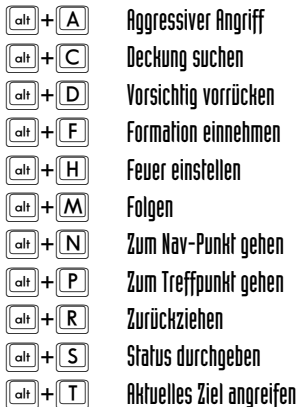 alt + A Aggressiver Angriff
alt + C Deckung suchen
alt + D Vorsichtig vorrücken
alt + F Formation einnehmen
alt + H Feuer einstellen
alt + M Folgen
alt + N Zum Nav-Punkt gehen
alt + P Zum Treffpunkt gehen
alt + R Zurückziehen
alt + S Status durchgeben
alt + T Aktuelles Ziel angreifen